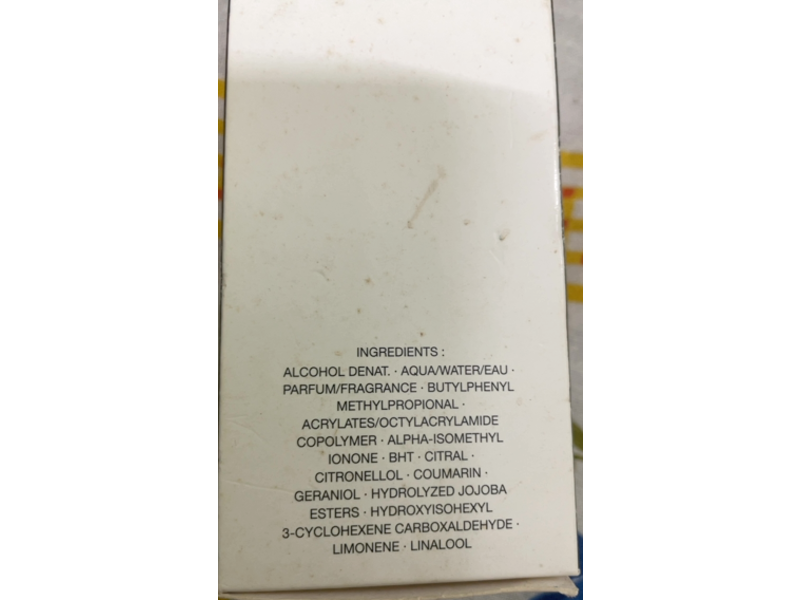 INGREDIENTS :
ALCOHOL DENAT. · AQUA/WATER/EAU ·
PARFUM/FRAGRANCE · BUTYLPHENYL
METHYLPROPIONAL ·
ACRYLATES/OCTYLACRYLAMIDE
COPOLYMER · ALPHA-ISOMETHYL
IONONE · BHT · CITRAL ·
CITRONELLOL · COUMARIN ·
GERANIOL · HYDROLYZED JOJOBA
ESTERS · HYDROXYISOHEXYL
3-CYCLOHEXENE CARBOXALDEHYDE ·
LIMONENE · LINALOOL